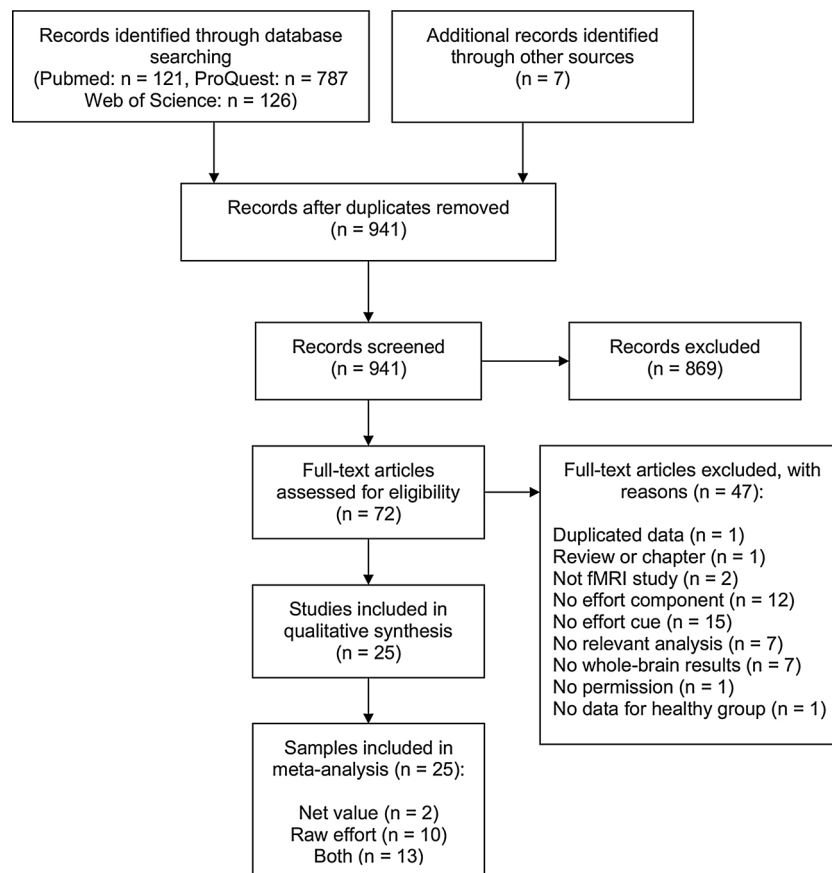 Records identified through database
searching
(Pubmed: n = 121, ProQuest: n = 787
Web of Science: n = 126)
Additional records identified
through other sources
(n = 7)
Records after duplicates removed
(n = 941)
Records screened
(n = 941)
Records excluded
(n = 869)
Full-text articles
assessed for eligibility
(n = 72)
Full-text articles excluded, with
reasons (n = 47):
Duplicated data (n = 1)
Review or chapter (n = 1)
Not fMRI study (n = 2)
No effort component (n = 12)
No effort cue (n = 15)
No relevant analysis (n = 7)
No whole-brain results (n = 7)
No permission (n = 1)
No data for healthy group (n = 1)
Studies included in
qualitative synthesis
(n = 25)
Samples included in
meta-analysis (n = 25):
Net value (n = 2)
Raw effort (n = 10)
Both (n = 13)